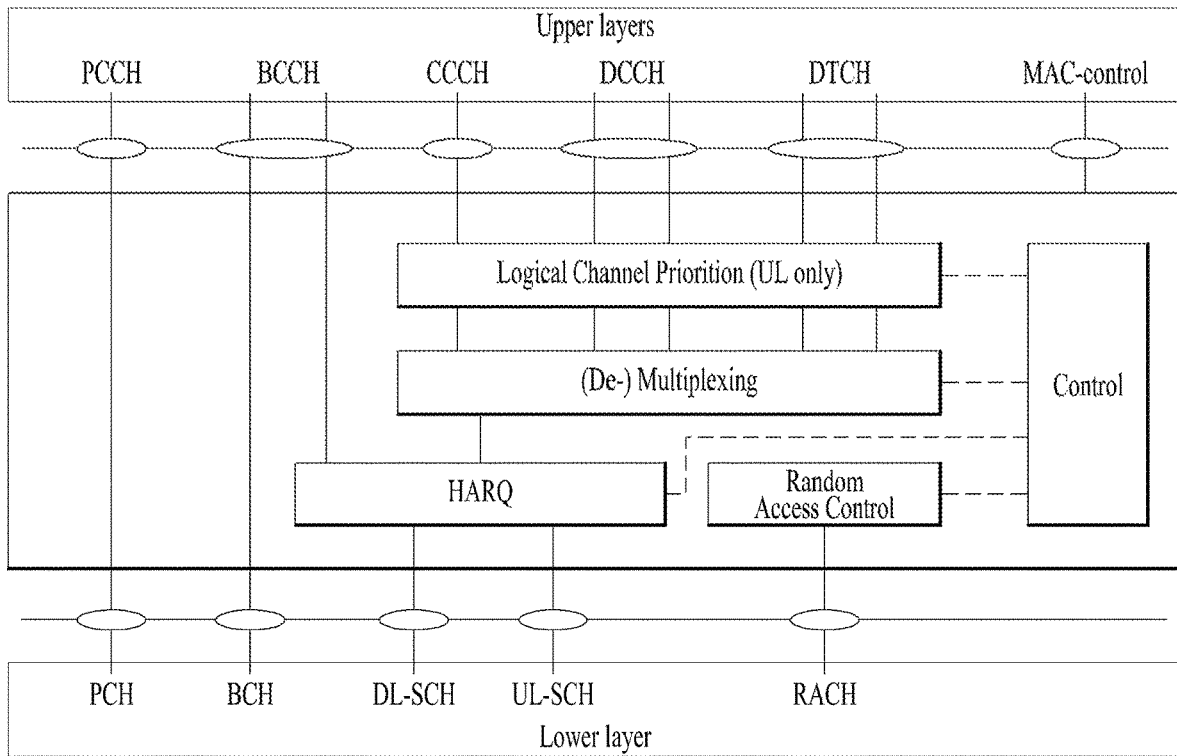 Upper layers
PCCH BCCH CCCH DCCH DTCH MAC-control
Logical Channel Priorition (UL only)
(De-) Multiplexing
Control
HARQ
Random
Access Control
PCH BCH DL-SCH UL-SCH RACH
Lower layer